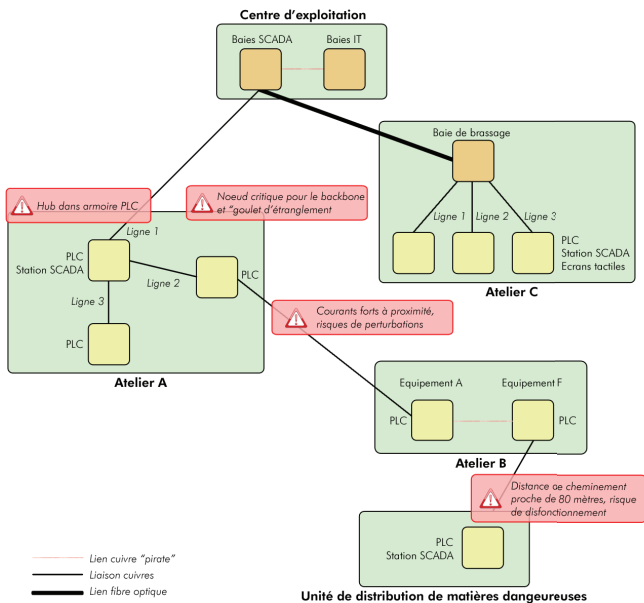 Centre d'exploitation
Baies SCADA
Baies IT
Baie de brassage
Ligne 1
Ligne 2
Ligne 3
PLC
Station SCADA
Ecrans tactiles
Atelier C
Hub dans armoire PLC
Noeud critique pour le backbone
et "goulet d'étranglement
Ligne 1
PLC
Station SCADA
Ligne 2
PLC
Ligne 3
PLC
Atelier A
Courants forts à proximité,
risques de perturbations
Equipement A
Equipement F
PLC
PLC
Atelier B
Distance de cheminement
proche de 80 mètres, risque
de disfonctionnement
PLC
Station SCADA
Unité de distribution de matières dangeureuses
Lien cuivre "pirate"
Liaison cuivres
Lien fibre optique